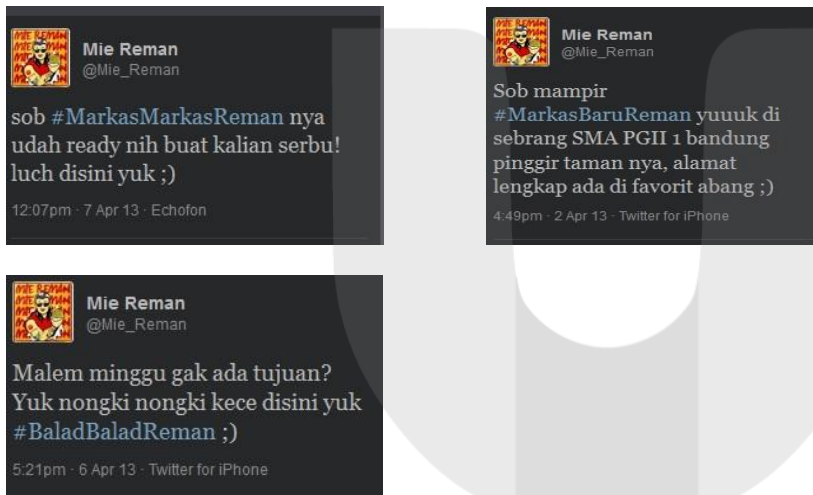 Mie Reman
@Mie_Reman
sob #MarkasMarkasReman nya
udah ready nih buat kalian serbu!
luch disini yuk ;)
12:07pm · 7 Apr 13 · Echofon
Mie Reman
@Mie_Reman
Sob mampir
#MarkasBaruReman yuuuk di
sebrang SMA PGII 1 bandung
pinggir taman nya, alamat
lengkap ada di favorit abang ;)
4:49pm · 2 Apr 13 · Twitter for iPhone
Mie Reman
@Mie_Reman
Malem minggu gak ada tujuan?
Yuk nongki nongki kece disini yuk
#BaladBaladReman ;)
5:21pm · 6 Apr 13 · Twitter for iPhone